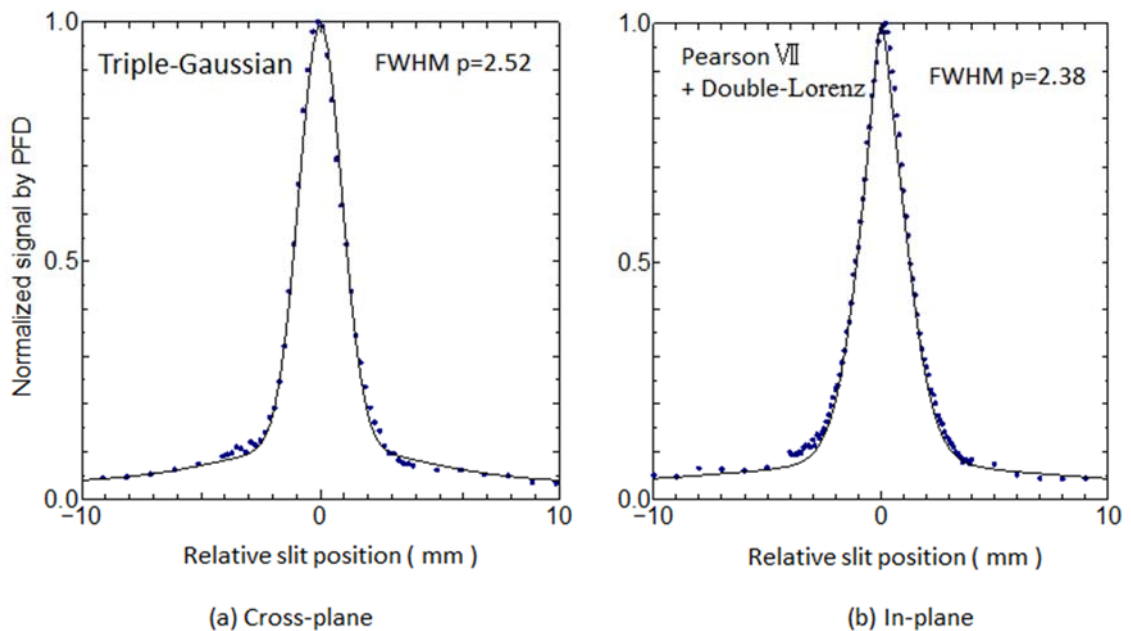 1.0
Triple-Gaussian
FWHM p=2.52
0.5
0.0
−10
0
10
Normalized signal by PFD
Relative slit position ( mm )
(a) Cross-plane
1.0
Pearson Ⅶ
+ Double-Lorenz
FWHM p=2.38
0.5
0.0
−10
0
10
Relative slit position ( mm )
(b) In-plane